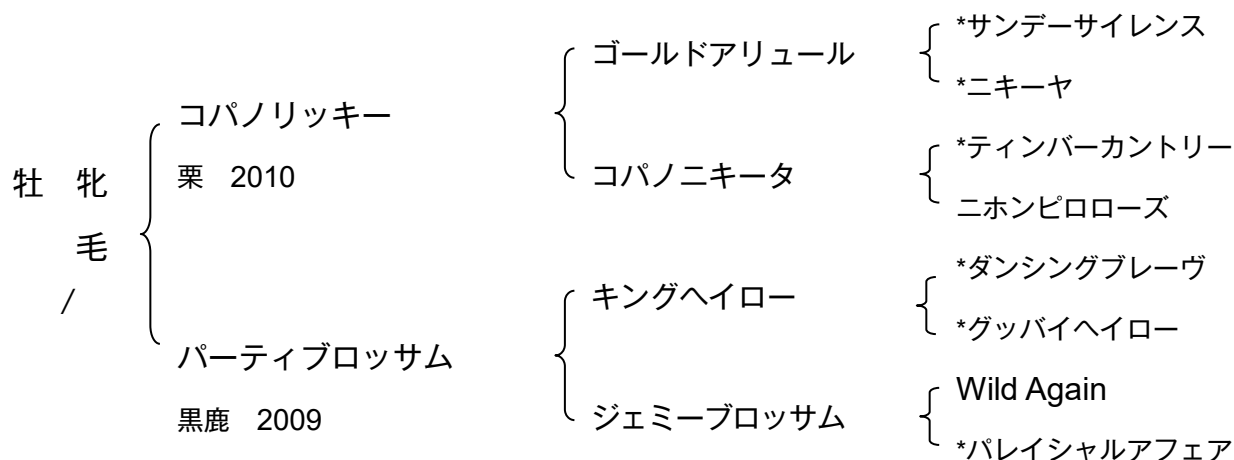 牡　牝
毛
/
コパノリッキー
栗　2010
パーティブロッサム
黒鹿　2009
ゴールドアリュール
コパノニキータ
キングヘイロー
ジェミーブロッサム
*サンデーサイレンス
*ニキーヤ
*ティンバーカントリー
ニホンピロローズ
*ダンシングブレーヴ
*グッバイヘイロー
Wild Again
*パレイシャルアフェア